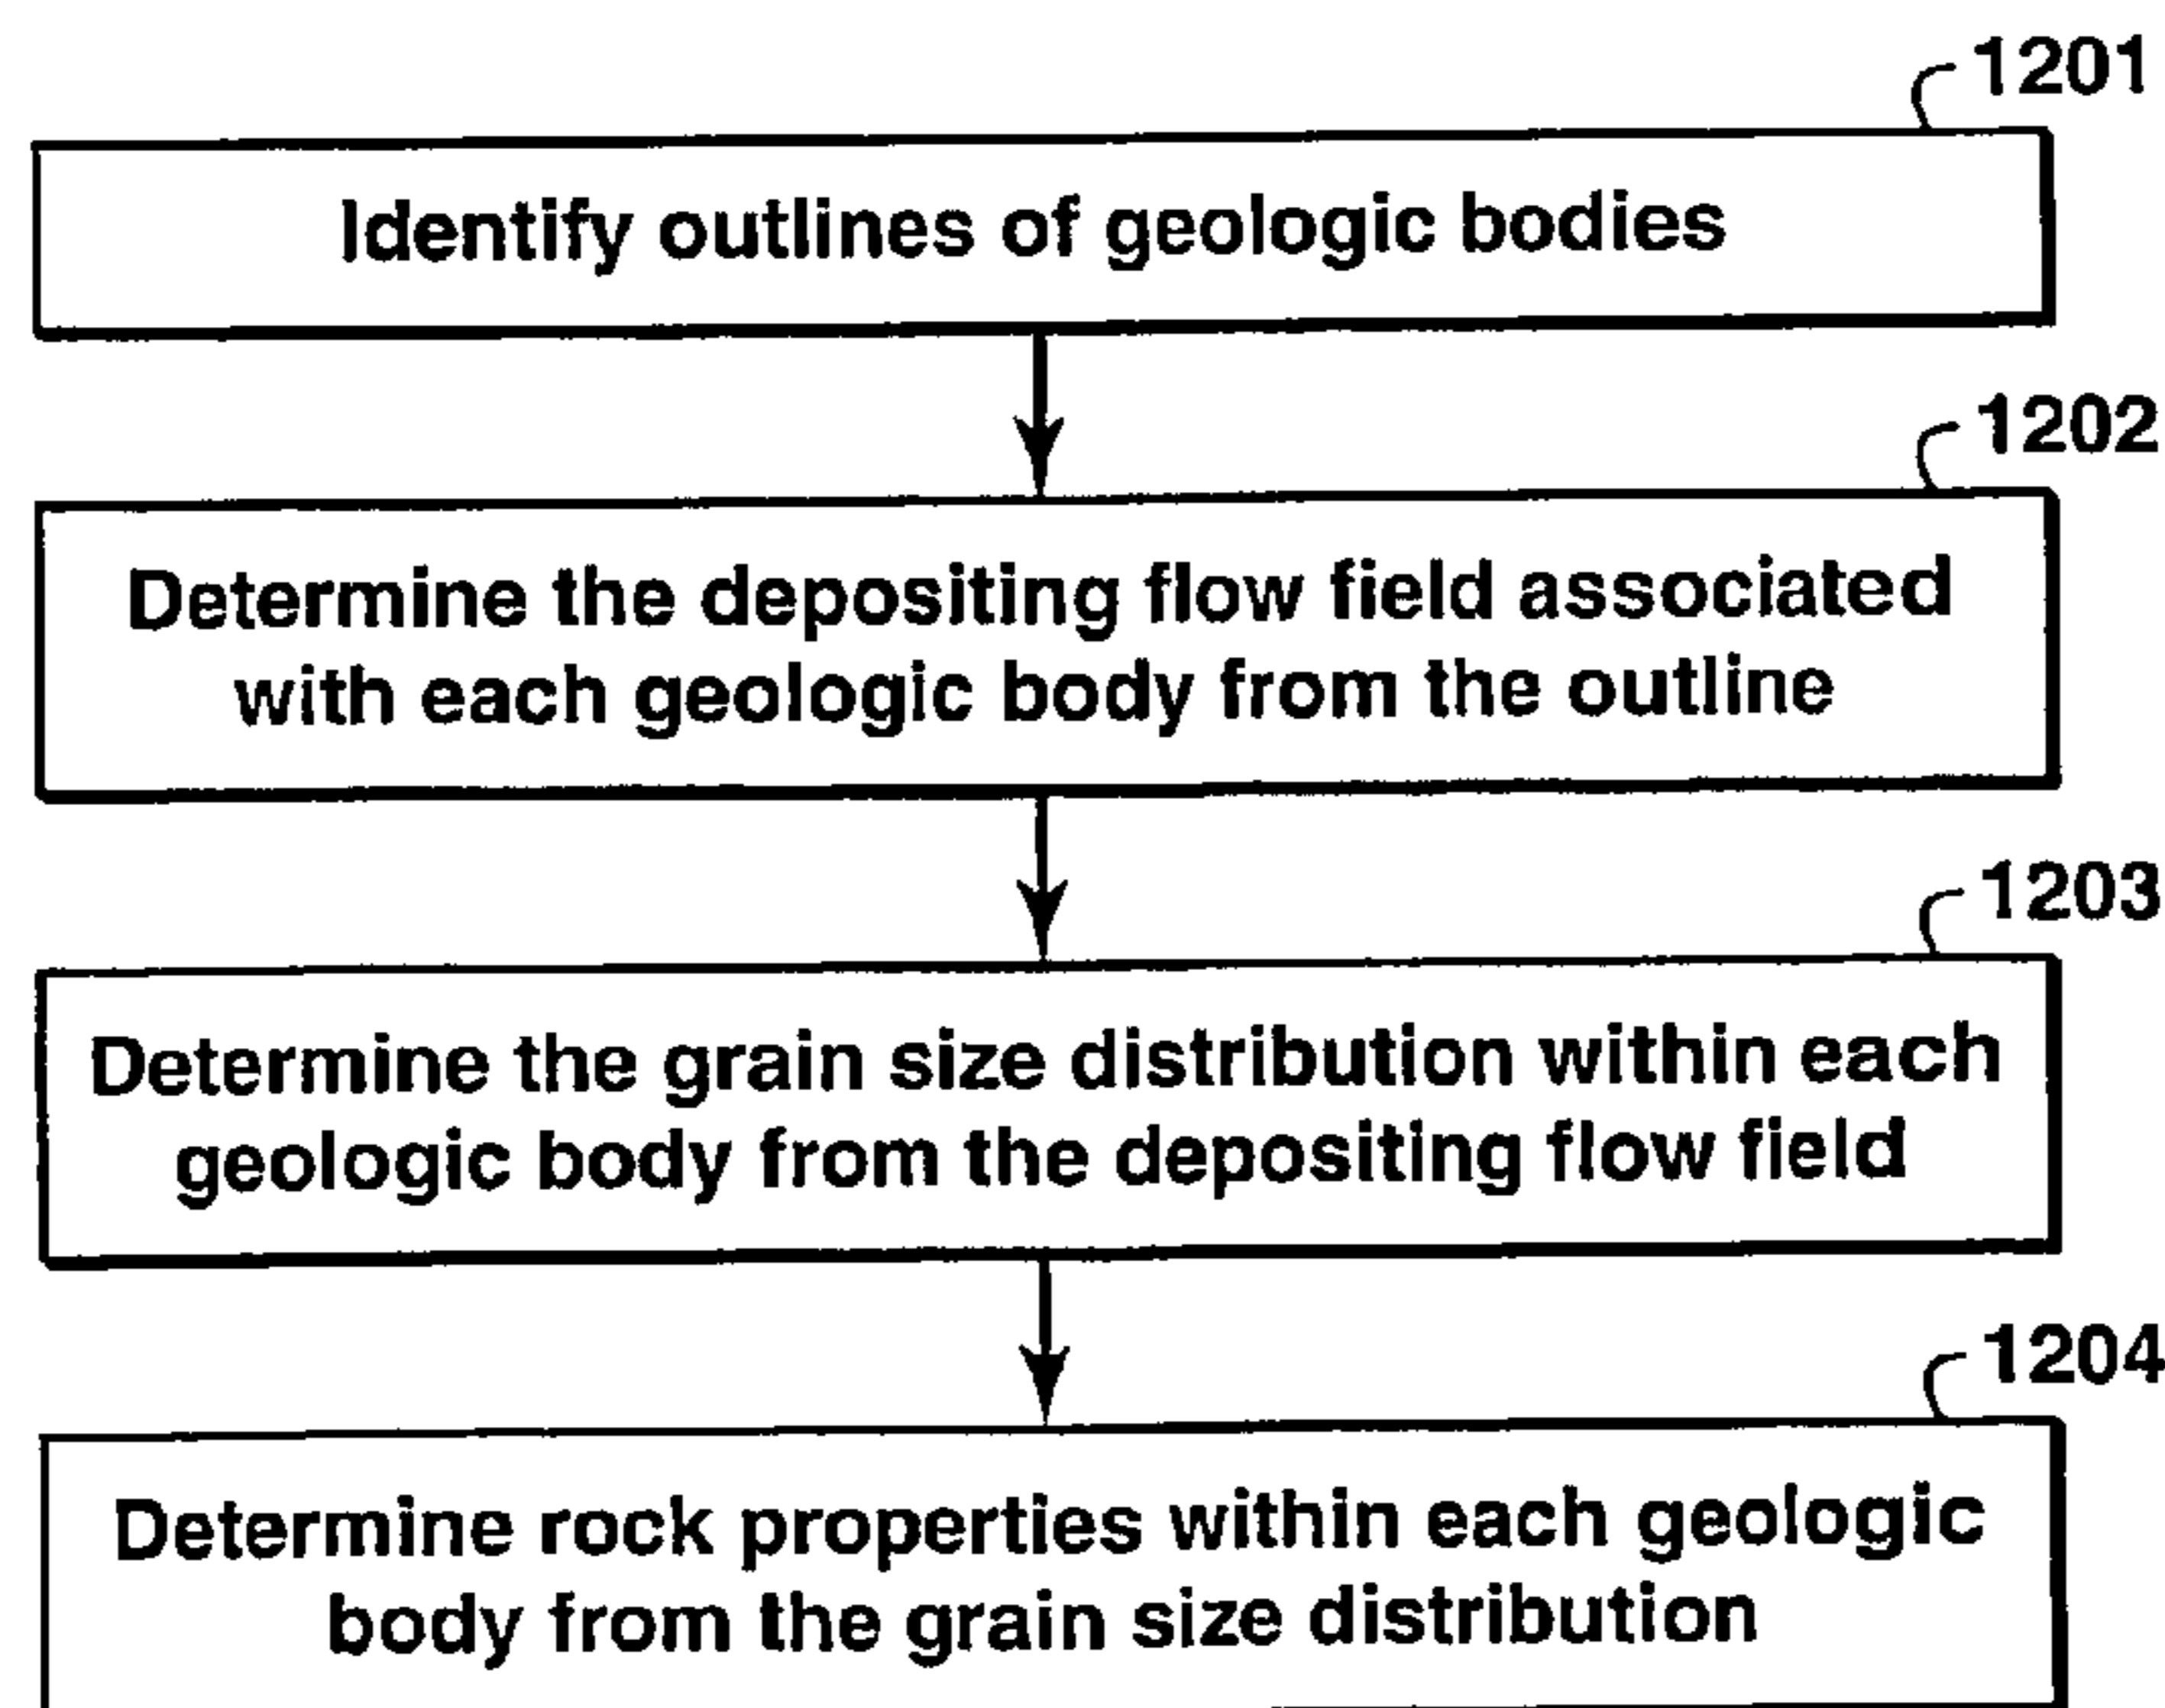 1201
Identify outlines of geologic bodies
1202
Determine the depositing flow field associated
with each geologic body from the outline
1203
Determine the grain size distribution within each
geologic body from the depositing flow field
1204
Determine rock properties within each geologic
body from the grain size distribution